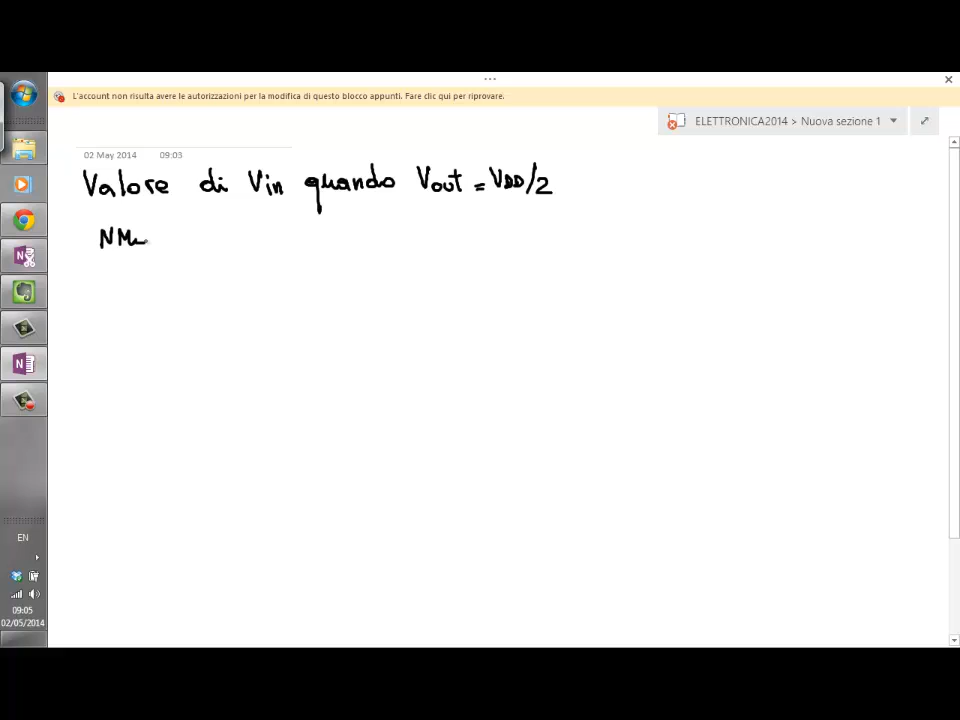 L'account non risulta avere le autorizzazioni per la modifica di questo blocco appunti. Fare clic qui per riprovare.
ELETTRONICA2014 > Nuova sezione 1
02 May 2014 09:03
Valore di Vin quando VOUT = VDD/2
NM
EN
09:05
02/05/2014